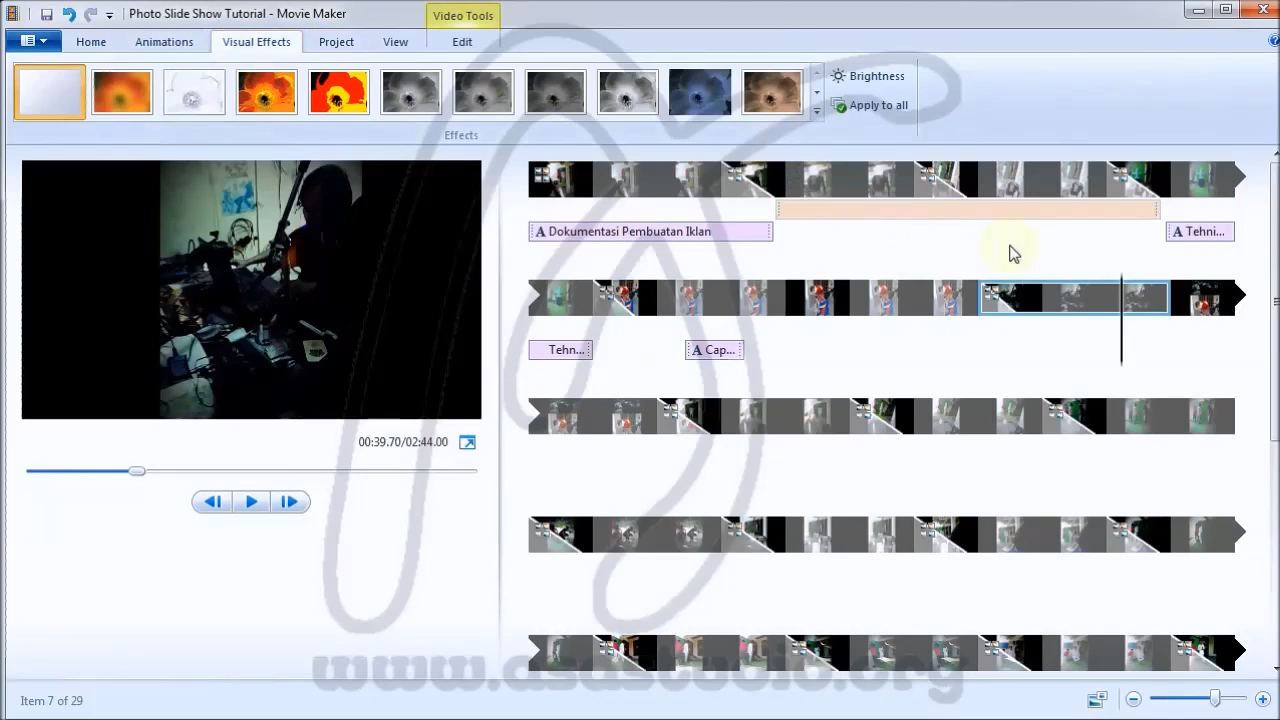 Photo Slide Show Tutorial - Movie Maker
Video Tools
Home
Animations
Visual Effects
Project
View
Edit
Brightness
Apply to all
Effects
A Dokumentasi Pembuatan Iklan
A Tehni...
Tehn...
A Cap...
00:39.70/02:44.00
www.asastudio.org
Item 7 of 29